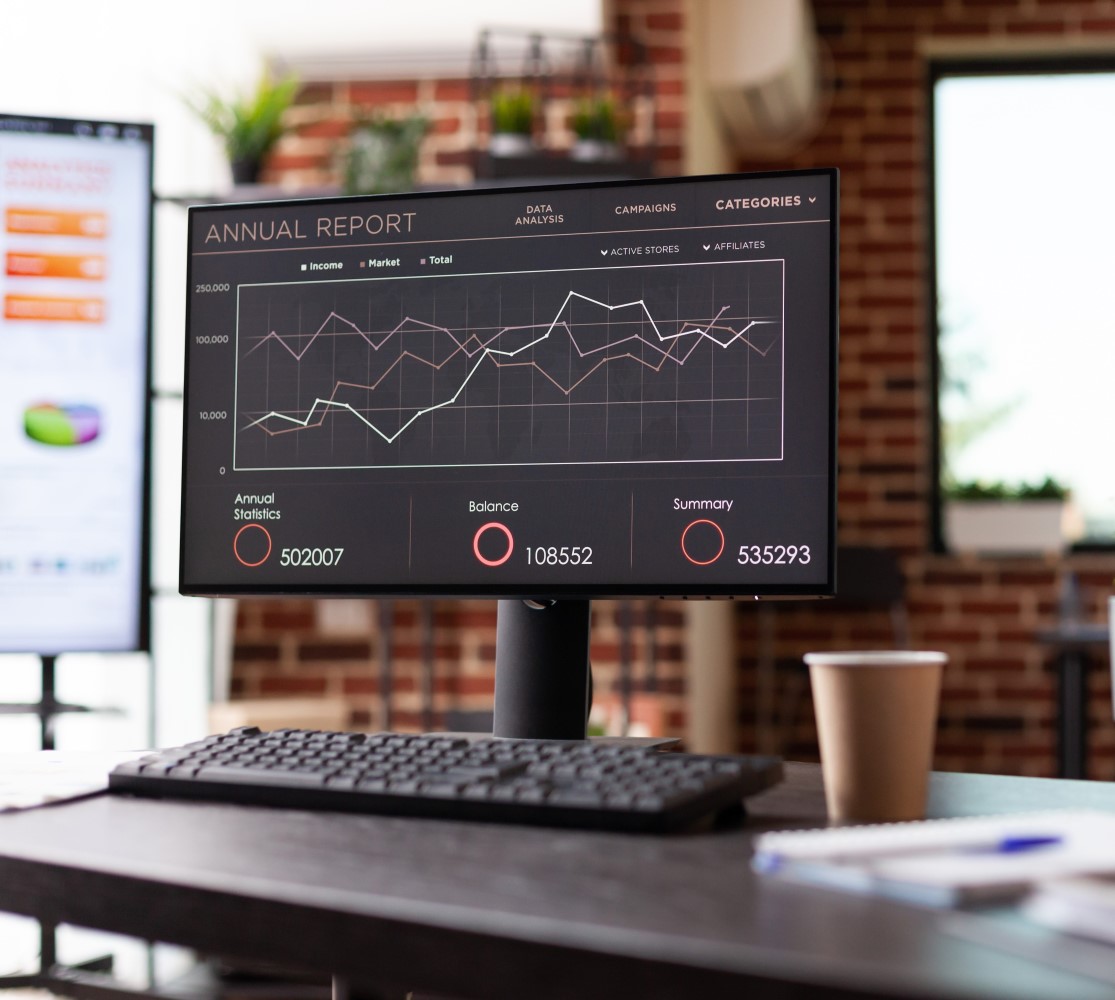 ANNUAL REPORT
DATA
ANALYSIS
CAMPAIGNS
CATEGORIES
Income Market Total
ACTIVE STORES AFFILIATES
250,000
100,000
10,000
0
Annual
Statistics
502007
Balance
108552
Summary
535293